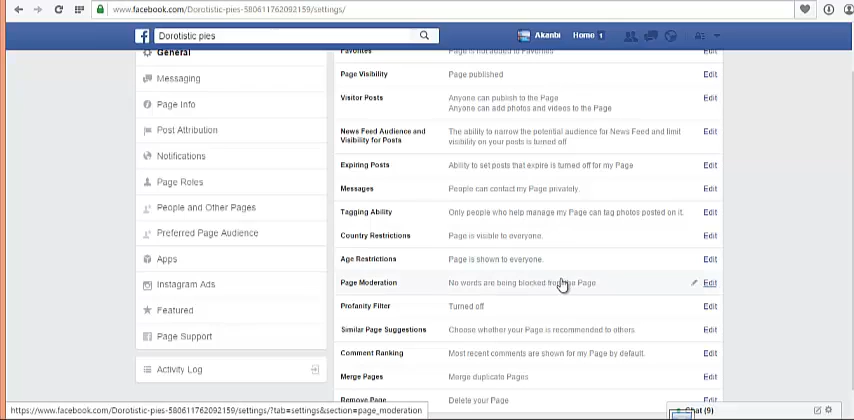 www.facebook.com/Dorotistic-pies-580611762092159/settings/
Dorotistic pies
Akanbi
Home 1
General
Messaging
Page Info
Post Attribution
Notifications
Page Roles
People and Other Pages
Preferred Page Audience
Apps
Instagram Ads
Featured
Page Support
Activity Log
Favorites Page is not added to Favorites Edit
Page Visibility Page published Edit
Visitor Posts Anyone can publish to the Page Edit
Anyone can add photos and videos to the Page
News Feed Audience and The ability to narrow the potential audience for News Feed and limit Edit
Visibility for Posts visibility on your posts is turned off
Expiring Posts Ability to set posts that expire is turned off for my Page Edit
Messages People can contact my Page privately. Edit
Tagging Ability Only people who help manage my Page can tag photos posted on it. Edit
Country Restrictions Page is visible to everyone. Edit
Age Restrictions Page is shown to everyone. Edit
Page Moderation No words are being blocked from the Page Edit
Profanity Filter Turned off Edit
Similar Page Suggestions Choose whether your Page is recommended to others Edit
Comment Ranking Most recent comments are shown for my Page by default. Edit
Merge Pages Merge duplicate Pages Edit
Remove Page Delete your Page Edit
https://www.facebook.com/Dorotistic-pies-580611762092159/settings/?tab=settings&section=page_moderation
Chat (9)